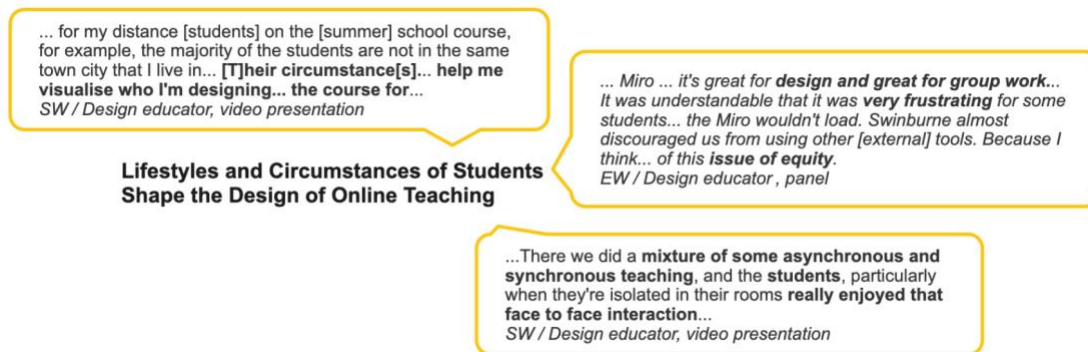 ... for my distance [students] on the [summer] school course,
for example, the majority of the students are not in the same
town city that I live in... [T]heir circumstance[s]... help me
visualise who I'm designing... the course for...
SW / Design educator, video presentation
... Miro ... it's great for design and great for group work...
It was understandable that it was very frustrating for some
students... the Miro wouldn't load. Swinburne almost
discouraged us from using other [external] tools. Because I
think... of this issue of equity.
EW / Design educator , panel
Lifestyles and Circumstances of Students
Shape the Design of Online Teaching
...There we did a mixture of some asynchronous and
synchronous teaching, and the students, particularly
when they're isolated in their rooms really enjoyed that
face to face interaction...
SW / Design educator, video presentation